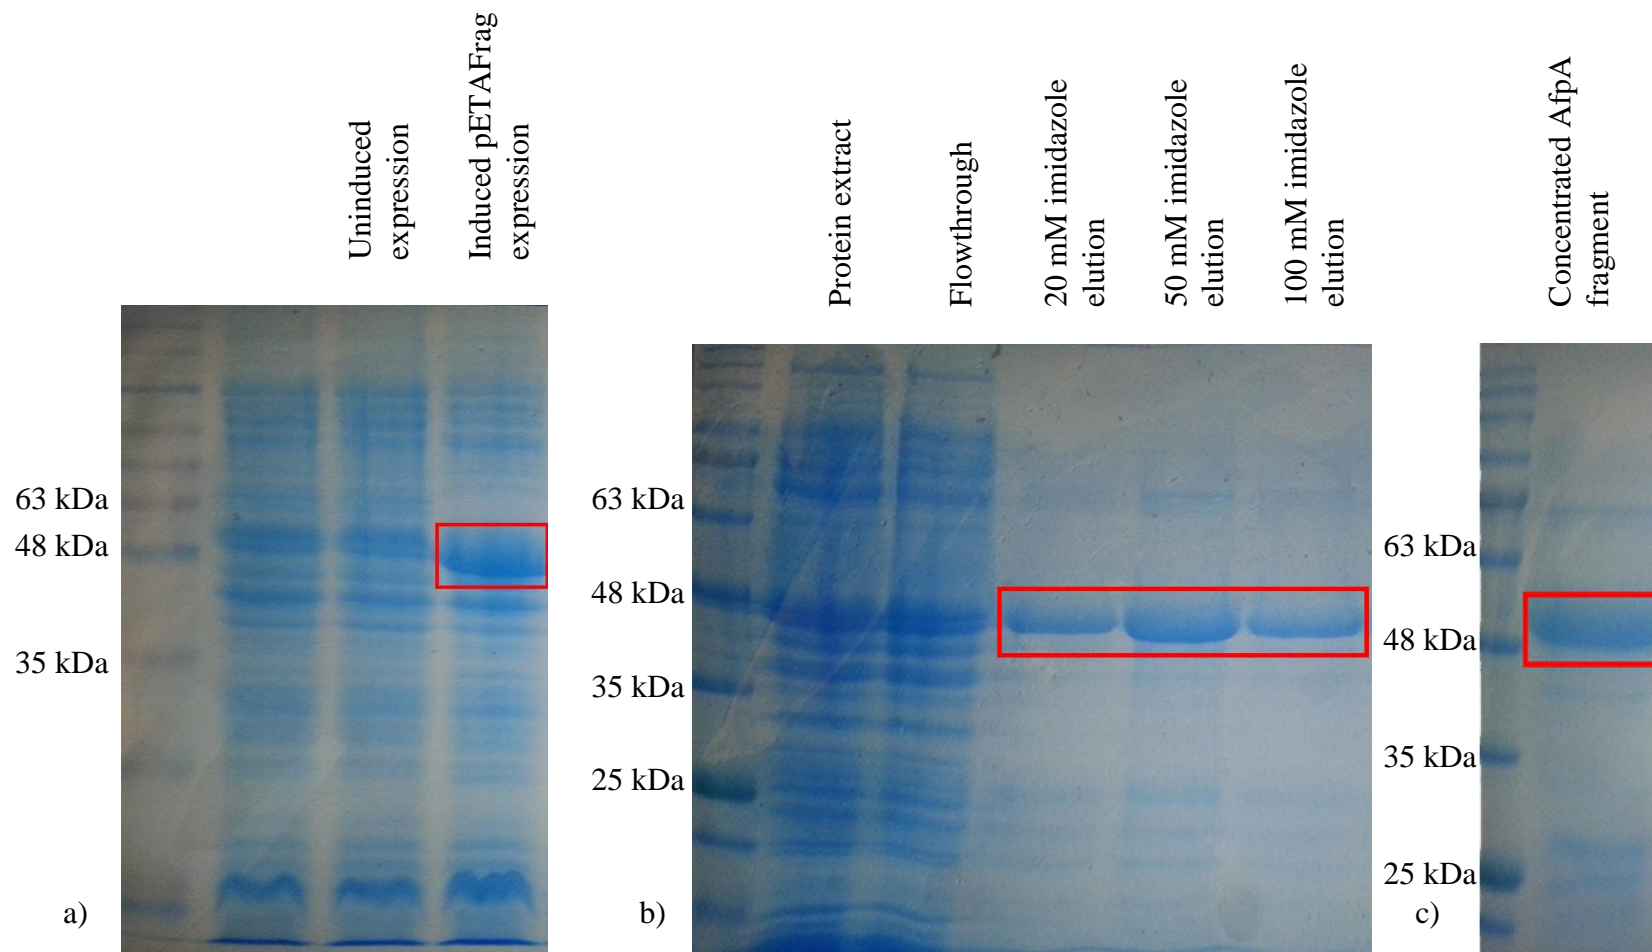 Uninduced
expression
Induced pETAFrag
expression
63 kDa
48 kDa
35 kDa
a)
Protein extract
Flowthrough
20 mM imidazole
elution
50 mM imidazole
elution
100 mM imidazole
elution
63 kDa
48 kDa
35 kDa
25 kDa
b)
Concentrated AfpA
fragment
63 kDa
48 kDa
35 kDa
25 kDa
c)